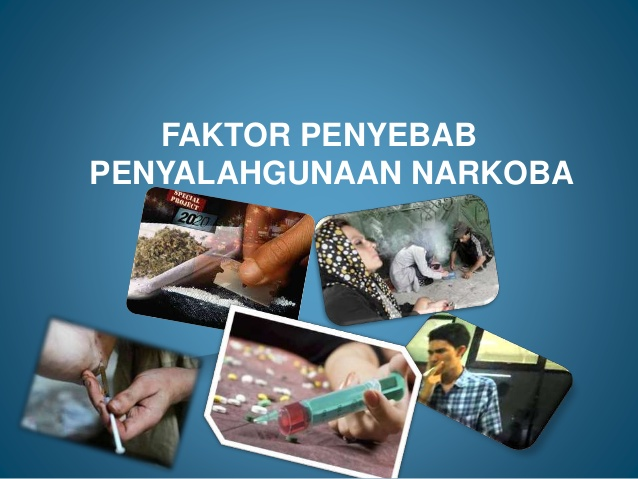 FAKTOR PENYEBAB
PENYALAHGUNAAN NARKOBA
SPECIAL
PROJECT
2020